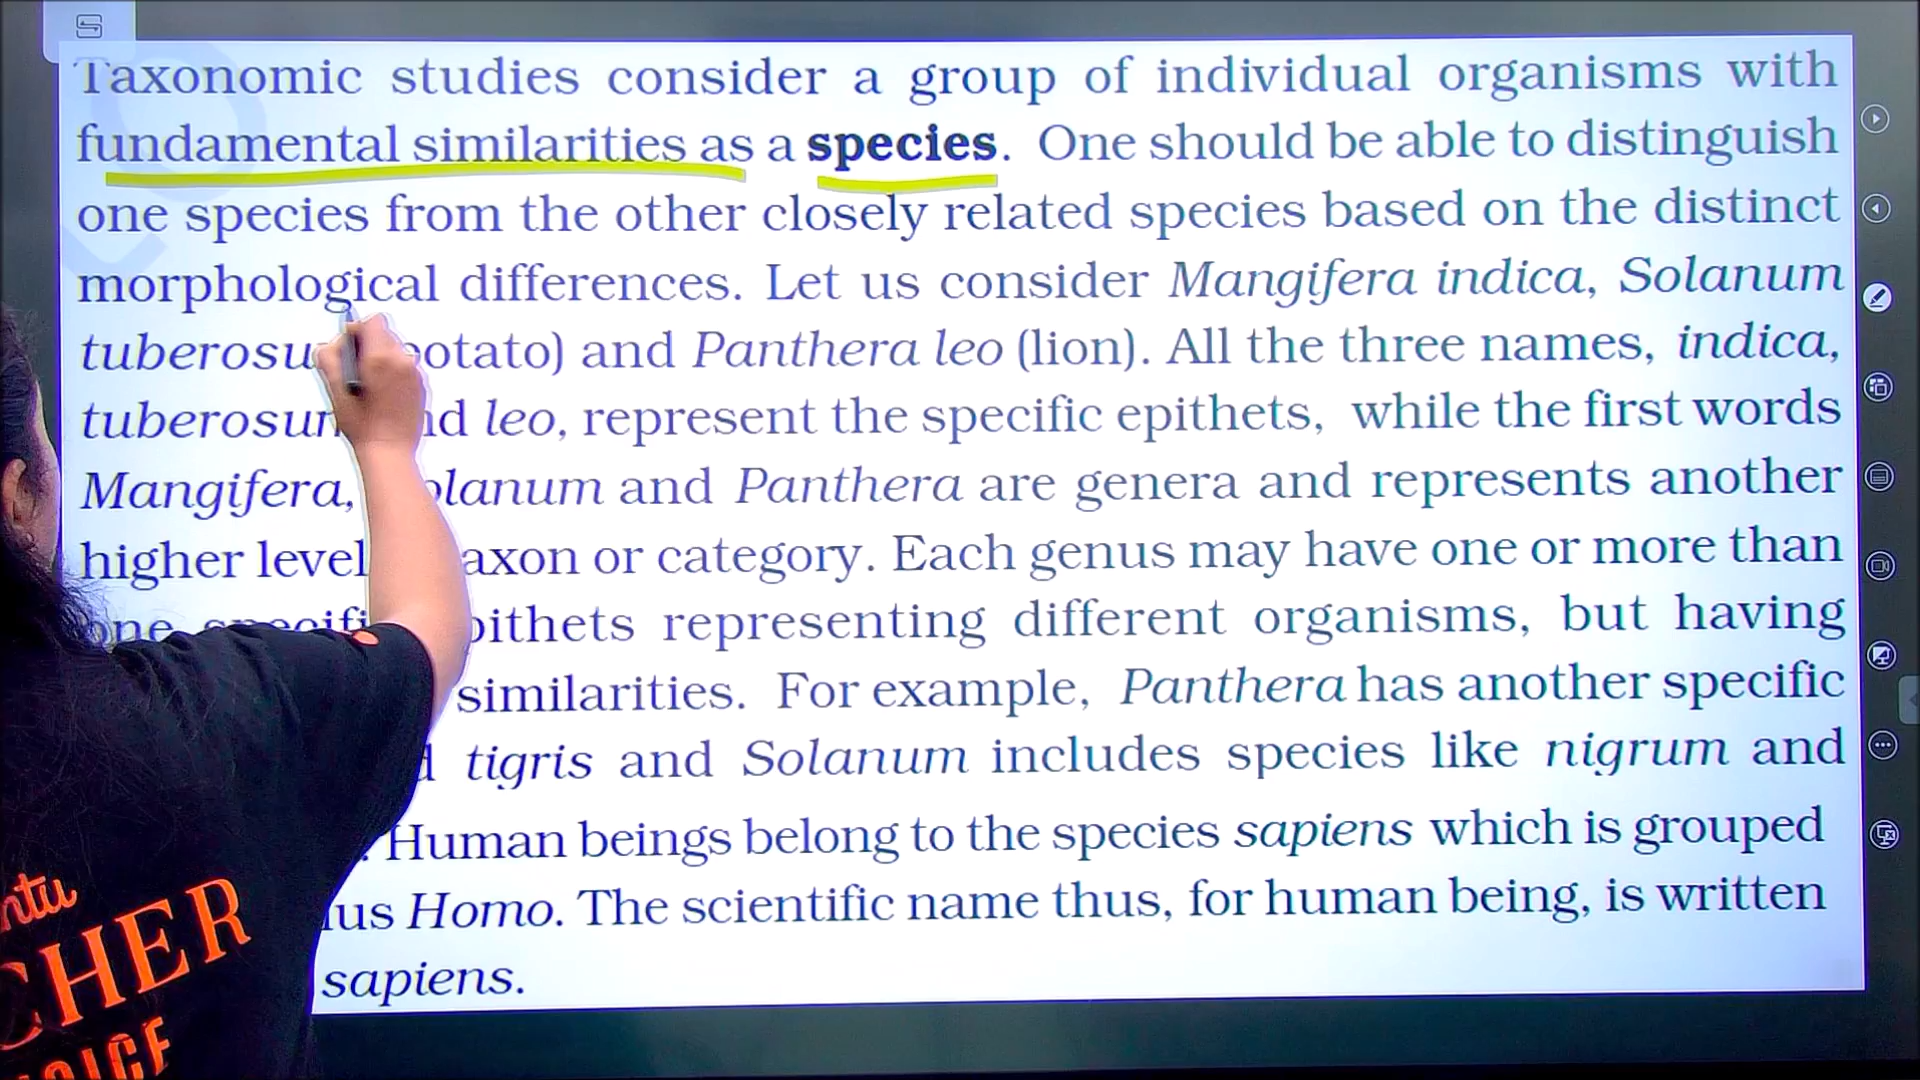 Taxonomic studies consider a group of individual organisms with
fundamental similarities as a species. One should be able to distinguish
one species from the other closely related species based on the distinct
morphological differences. Let us consider Mangifera indica, Solanum
tuberosu otato) and Panthera leo (lion). All the three names, indica,
tuberosu nd leo, represent the specific epithets, while the first words
Mangifera, olanum and Panthera are genera and represents another
higher level axon or category. Each genus may have one or more than
one specifi pithets representing different organisms, but having
similarities. For example, Panthera has another specific
d tigris and Solanum includes species like nigrum and
. Human beings belong to the species sapiens which is grouped
us Homo. The scientific name thus, for human being, is written
sapiens.
CHER